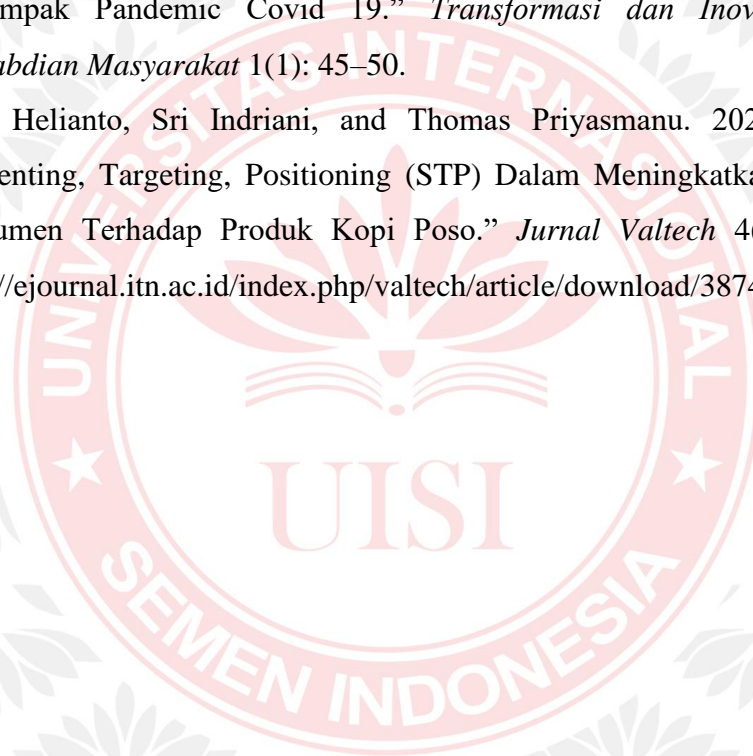 mpak Pandemic Covid 19.” Transformasi dan Inov
abdian Masyarakat 1(1): 45–50.
Helianto, Sri Indriani, and Thomas Priyasmanu. 202
enting, Targeting, Positioning (STP) Dalam Meningkatka
umen Terhadap Produk Kopi Poso.” Jurnal Valtech 4(
//ejournal.itn.ac.id/index.php/valtech/article/download/3874
UNIVERSITAS INTERNASIONAL
UISI
SEMEN INDONESIA